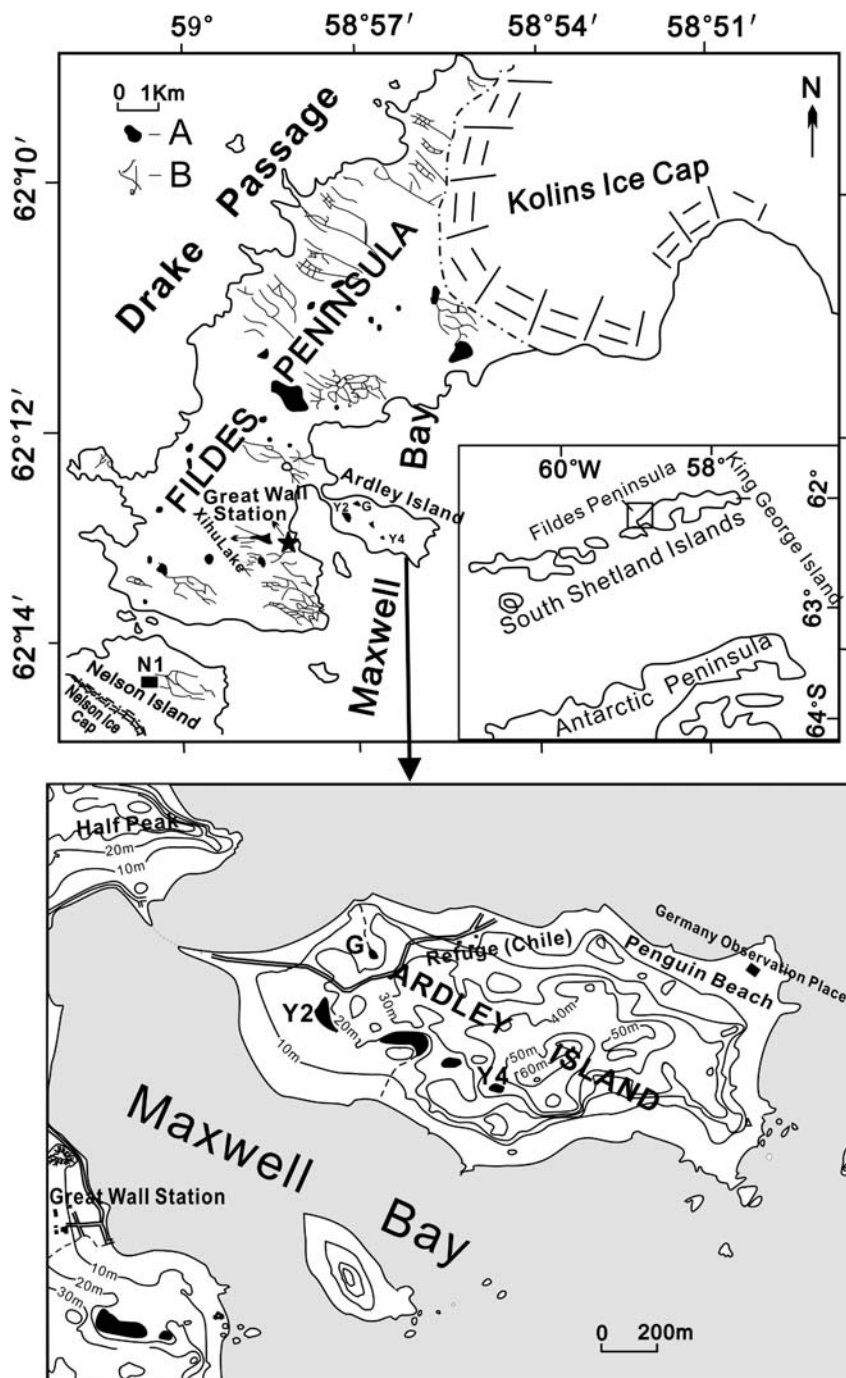 59° 58°57′ 58°54′ 58°51′
0 1Km
A
B
N
62°10′
62°12′
62°14′
Drake Passage
Kolins Ice Cap
FILDES PENINSULA
Great Wall
Station
XihuLake
Ardley Island
Y2
G
Y4
Maxwell Bay
N1
Nelson Island
Nelson Ice
Cap
60°W 58°
62°
63°
64°S
Fildes Peninsula
King George Island
South Shetland Islands
Antarctic Peninsula
Half Peak
20m
10m
G
Refuge (Chile)
Germany Observation Place
Penguin Beach
ARDLEY ISLAND
Y2
20m
30m
10m
40m
50m
50m
60m
Y4
Maxwell
Bay
Great Wall Station
10m
20m
30m
0 200m